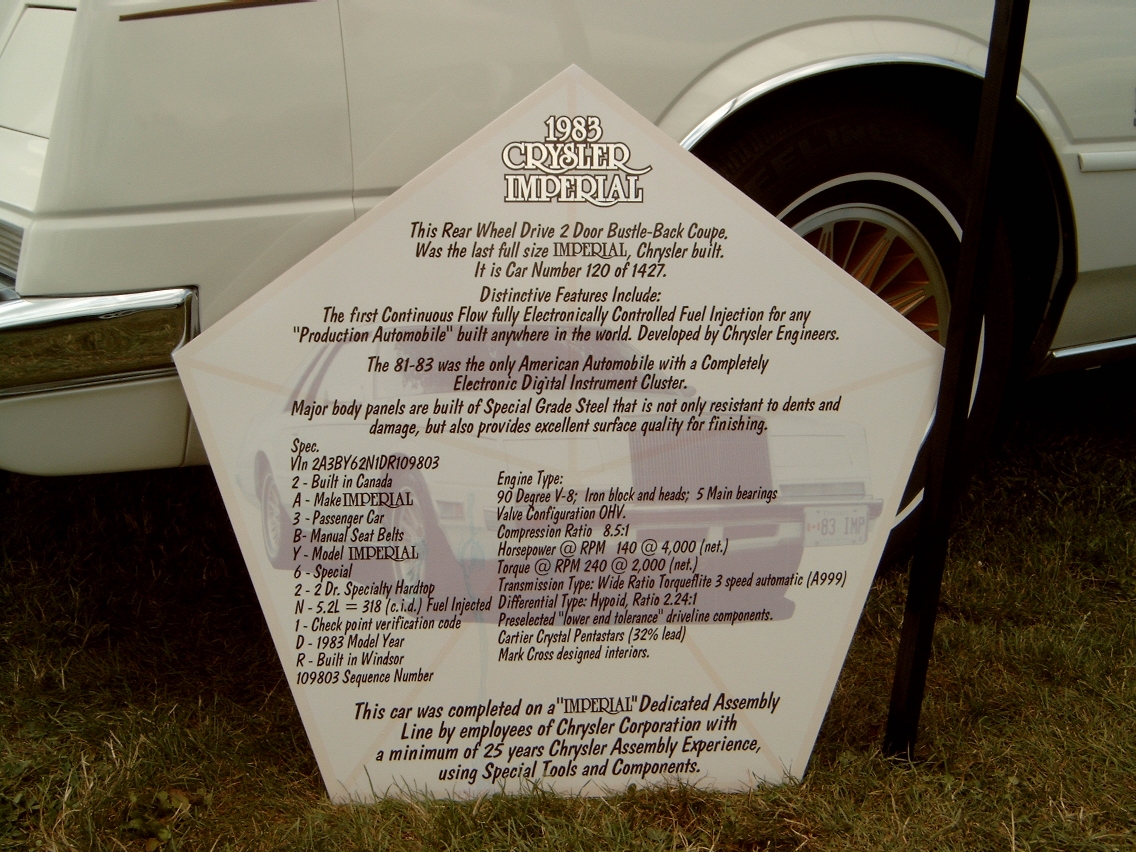 1983
CRYSLER
IMPERIAL
This Rear Wheel Drive 2 Door Bustle-Back Coupe.
Was the last full size IMPERIAL, Chrysler built.
It is Car Number 120 of 1427.
Distinctive Features Include:
The first Continuous Flow fully Electronically Controlled Fuel Injection for any
"Production Automobile" built anywhere in the world. Developed by Chrysler Engineers.
The 81-83 was the only American Automobile with a Completely
Electronic Digital Instrument Cluster.
Major body panels are built of Special Grade Steel that is not only resistant to dents and
damage, but also provides excellent surface quality for finishing.
Spec.
VIn 2A3BY62N1DR109803
2 - Built in Canada
A - Make IMPERIAL
3 - Passenger Car
B- Manual Seat Belts
Y - Model IMPERIAL
6 - Special
2 - 2 Dr. Specialty Hardtop
N - 5.2L = 318 (c.i.d.) Fuel Injected
1 - Check point verification code
D - 1983 Model Year
R - Built in Windsor
109803 Sequence Number
Engine Type:
90 Degree V-8; Iron block and heads; 5 Main bearings
Valve Configuration OHV.
Compression Ratio 8.5:1
Horsepower @ RPM 140 @ 4,000 (net.)
Torque @ RPM 240 @ 2,000 (net.)
Transmission Type: Wide Ratio Torqueflite 3 speed automatic (A999)
Differential Type: Hypoid, Ratio 2.24:1
Preselected "lower end tolerance" driveline components.
Cartier Crystal Pentastars (32% lead)
Mark Cross designed interiors.
83 IMP
This car was completed on a "IMPERIAL" Dedicated Assembly
Line by employees of Chrysler Corporation with
a minimum of 25 years Chrysler Assembly Experience,
using Special Tools and Components.